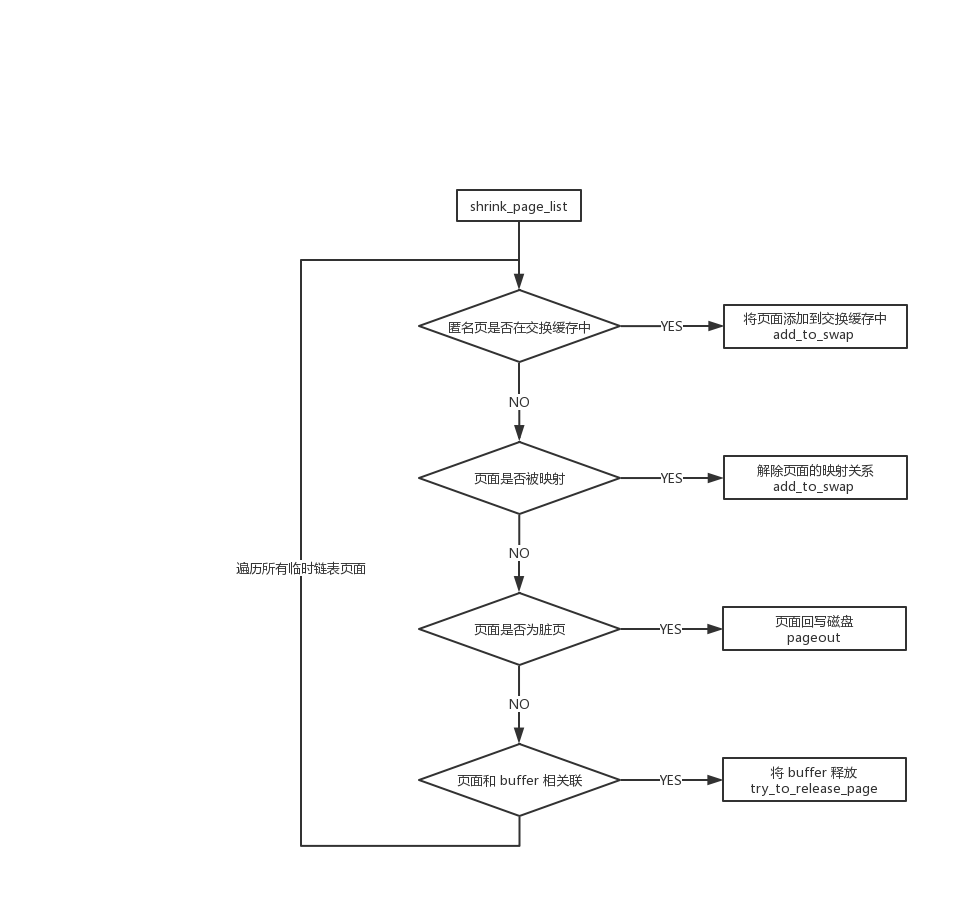 shrink_page_list
匿名页是否在交换缓存中
YES
将页面添加到交换缓存中
add_to_swap
NO
页面是否被映射
YES
解除页面的映射关系
add_to_swap
NO
遍历所有临时链表页面
页面是否为脏页
YES
页面回写磁盘
pageout
NO
页面和 buffer 相关联
YES
将 buffer 释放
try_to_release_page